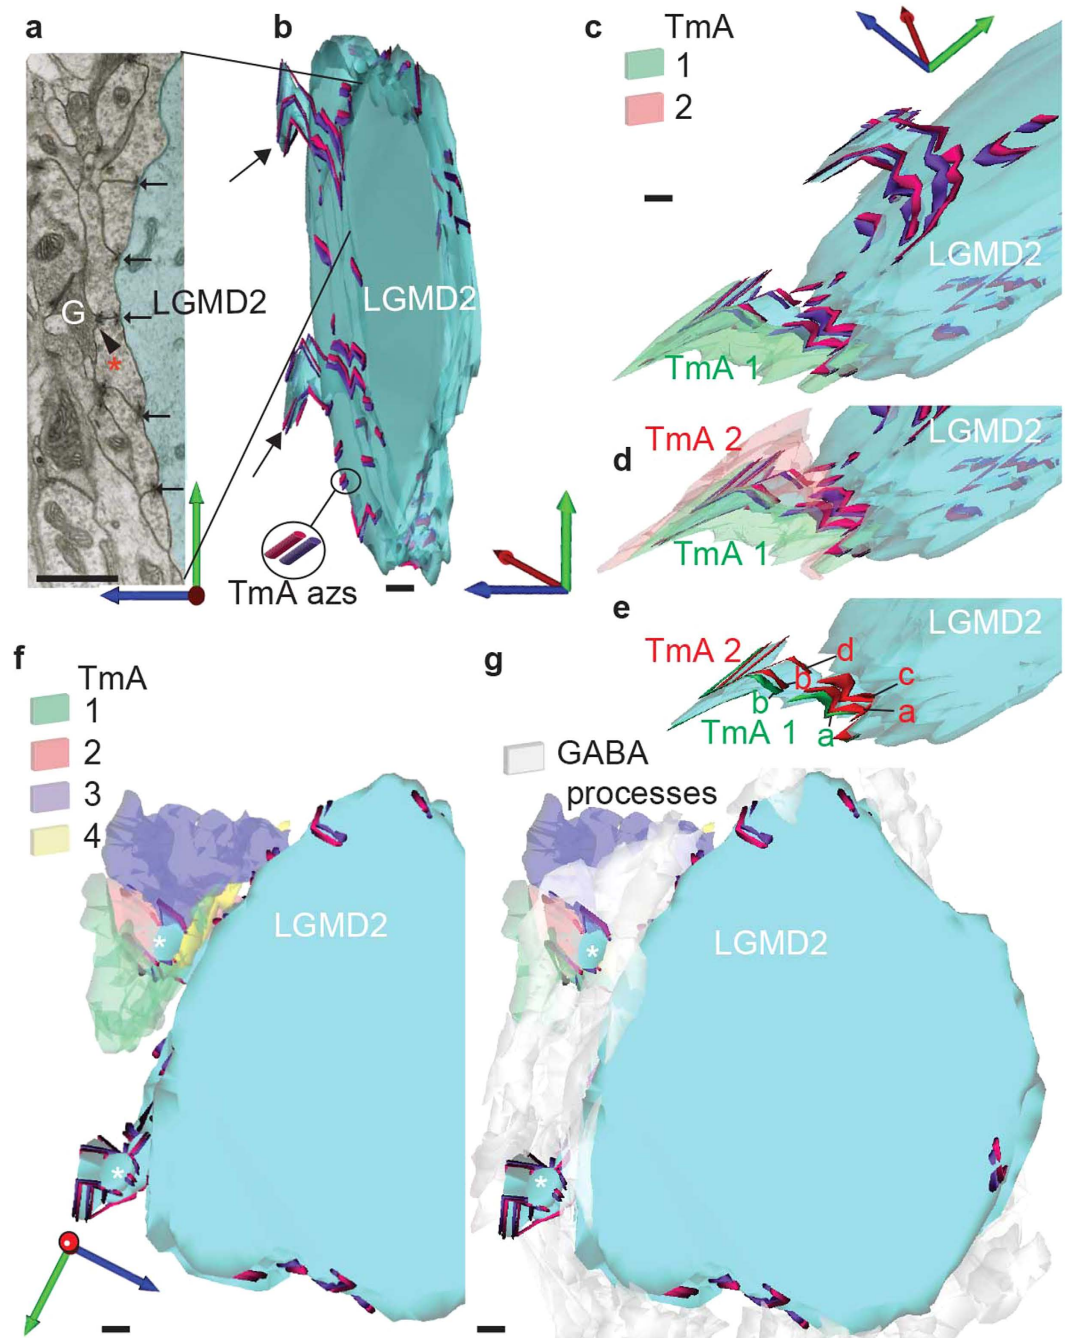 a
G
*
LGMD2
b
LGMD2
TmA azs
c
TmA
1
2
LGMD2
TmA 1
d
TmA 2
LGMD2
TmA 1
e
LGMD2
TmA 2
d
b
c
b
a
TmA 1
a
f
TmA
1
2
3
4
LGMD2
*
*
g
GABA
processes
LGMD2
*
*